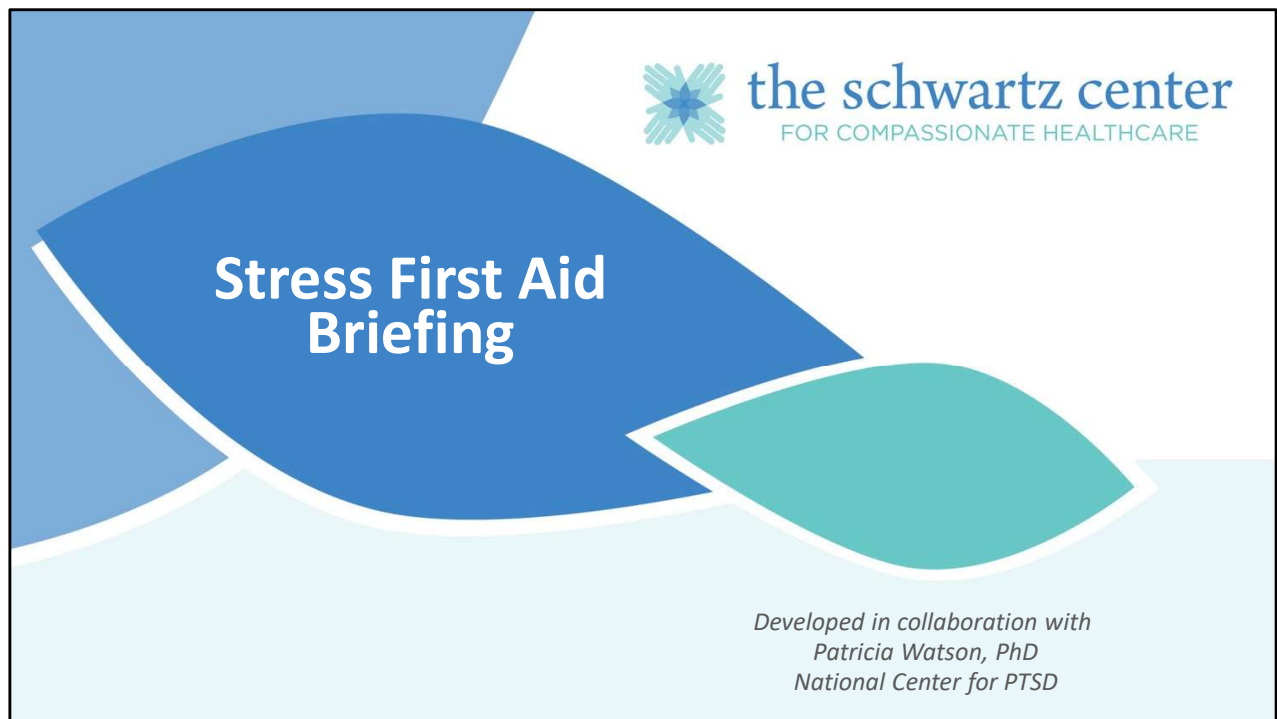 the schwartz center
FOR COMPASSIONATE HEALTHCARE
Stress First Aid
Briefing
Developed in collaboration with
Patricia Watson, PhD
National Center for PTSD